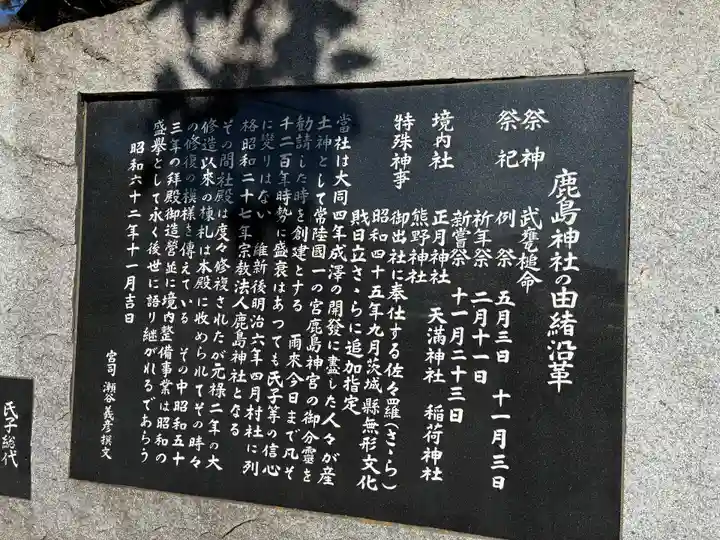 鹿島神社の由緒沿革
祭神 武甕槌命
祭祀 例祭 五月三日 十一月三日
祈年祭 二月十一日
新嘗祭 十一月二十三日
境内社 正月神社 天満神社 稲荷神社
熊野神社
特殊神事 御出社に奉仕する佐々羅(さゝら)
昭和四十五年九月茨城縣無形文化
財日立さゝらに追加指定
當社は大同四年成澤の開發に盡した人々が産
土神として常陸國一の宮鹿島神宮の御分靈を
勧請した時を創建とする 雨來今日まで凡そ
千二百年時勢に盛衰はあつても氏子等の信心
に変りはない 維新後明治六年四月村社に列
格昭和二十七年宗教法人鹿島神社となる
その間社殿は度々修複されたが元禄二年の大
修造以来の棟札は本殿に收められてその時々
の修復の模様を傳えている その中昭和五十
三年の拜殿御造營並に境内整備事業は昭和の
盛擧として永く後世に語り継がれるであらう
昭和六十二年十一月吉日
宮司 瀬谷義彦撰文
氏子総代